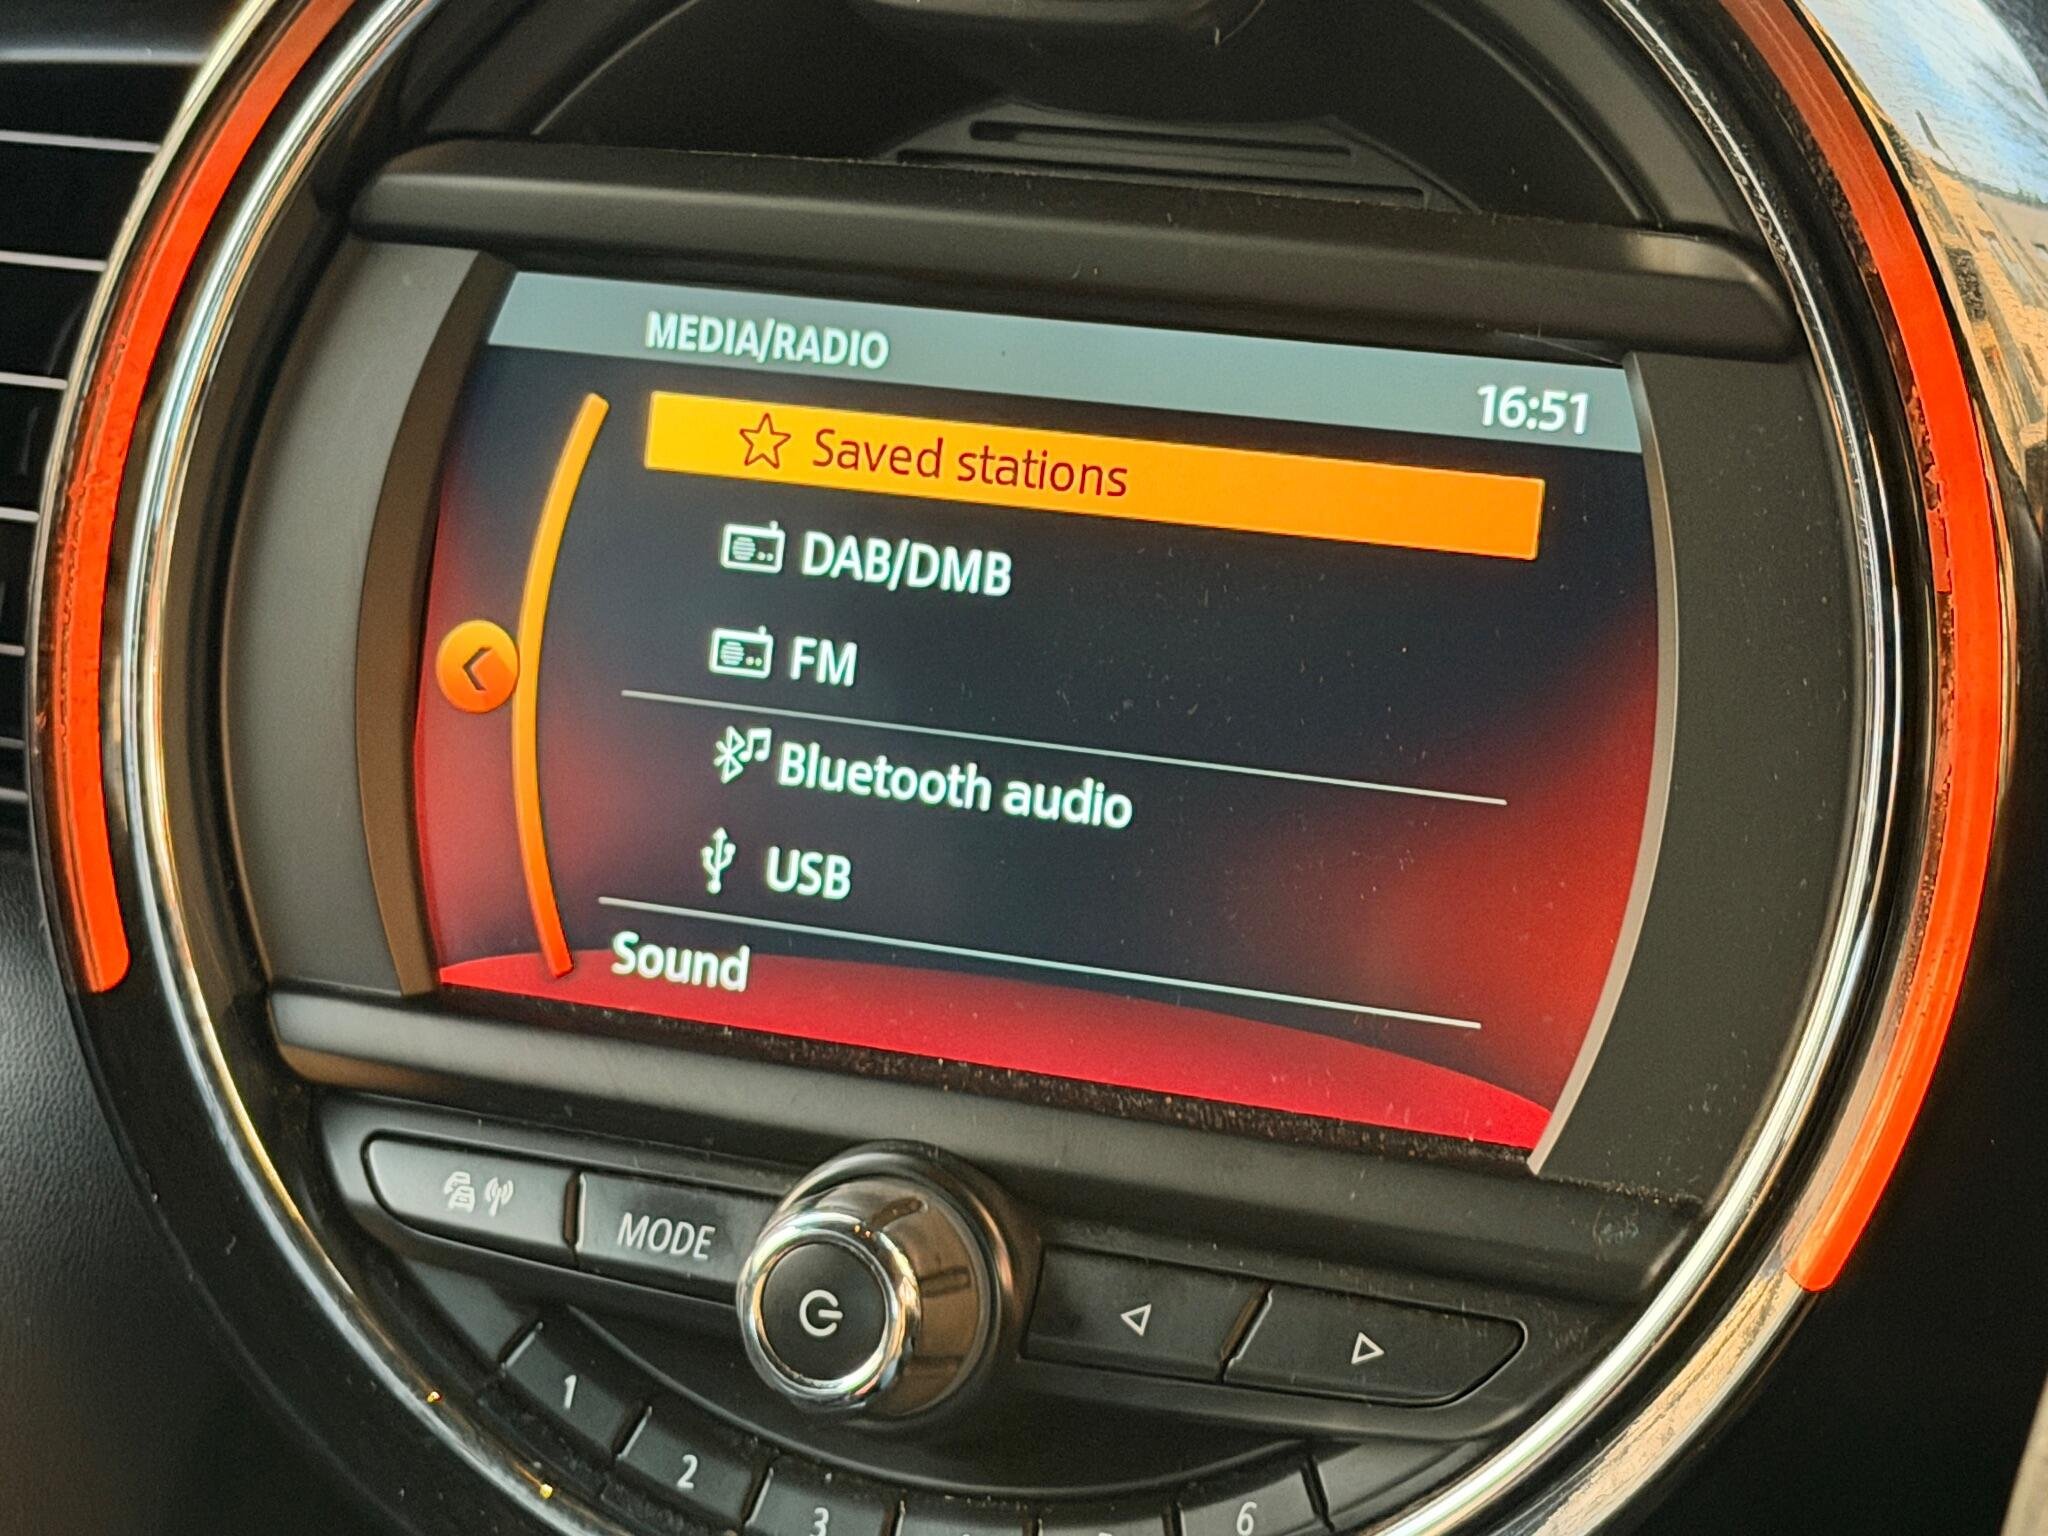 MEDIA/RADIO
16:51
Saved stations
DAB/DMB
FM
Bluetooth audio
USB
Sound
MODE
1
2
3
6